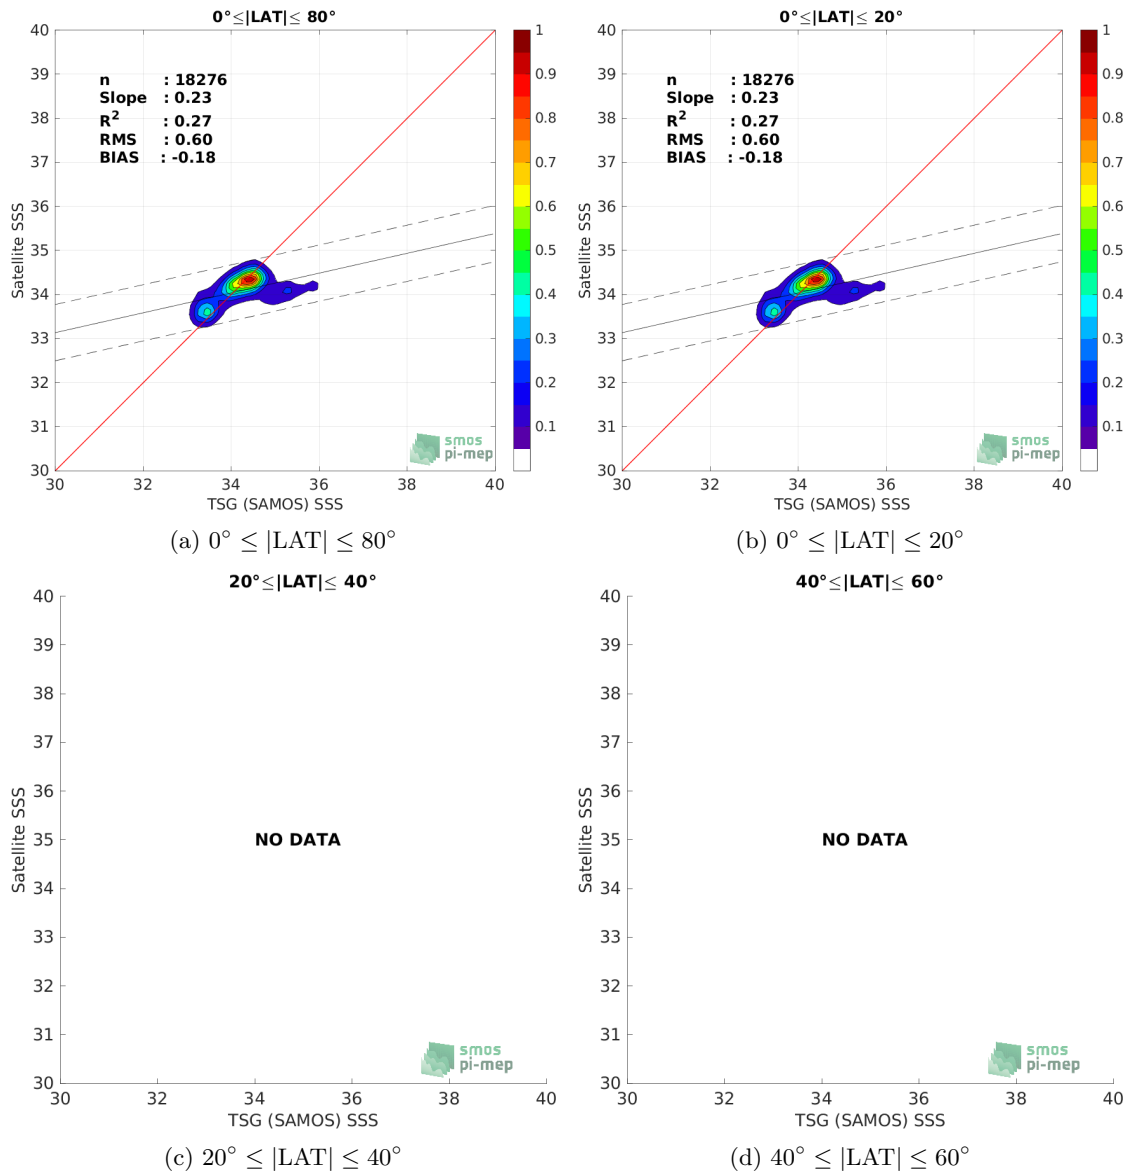 0°≤|LAT|≤ 80°
40
39
38
37
36
35
34
33
32
31
30
n : 18276
Slope : 0.23
R² : 0.27
RMS : 0.60
BIAS : -0.18
Satellite SSS
smos
pi-mep
30 32 34 36 38 40
TSG (SAMOS) SSS
1
0.9
0.8
0.7
0.6
0.5
0.4
0.3
0.2
0.1
(a) 0° ≤ |LAT| ≤ 80°
0°≤|LAT|≤ 20°
40
39
38
37
36
35
34
33
32
31
30
n : 18276
Slope : 0.23
R² : 0.27
RMS : 0.60
BIAS : -0.18
Satellite SSS
smos
pi-mep
30 32 34 36 38 40
TSG (SAMOS) SSS
1
0.9
0.8
0.7
0.6
0.5
0.4
0.3
0.2
0.1
(b) 0° ≤ |LAT| ≤ 20°
20°≤|LAT|≤ 40°
40
39
38
37
36
35
34
33
32
31
30
Satellite SSS
NO DATA
smos
pi-mep
30 32 34 36 38 40
TSG (SAMOS) SSS
(c) 20° ≤ |LAT| ≤ 40°
40°≤|LAT|≤ 60°
40
39
38
37
36
35
34
33
32
31
30
Satellite SSS
NO DATA
smos
pi-mep
30 32 34 36 38 40
TSG (SAMOS) SSS
(d) 40° ≤ |LAT| ≤ 60°